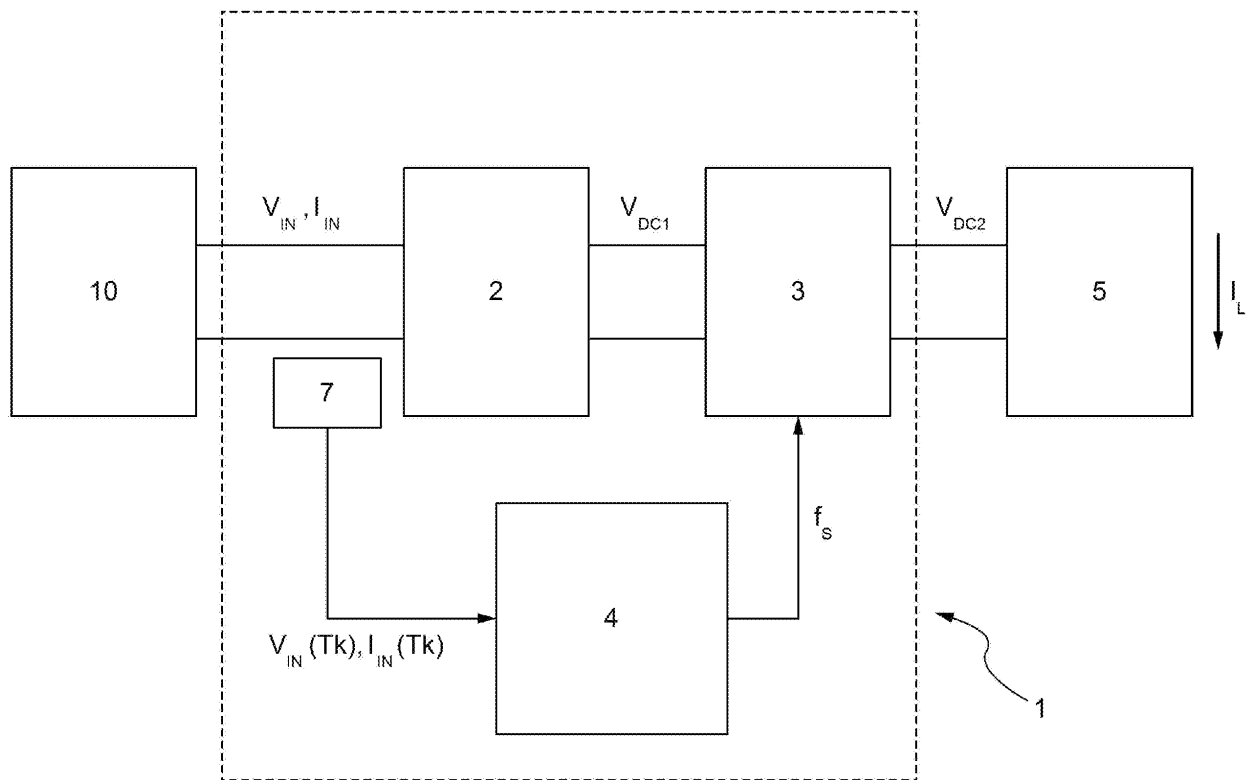 V_IN , I_IN
V_DC1
V_DC2
10
2
3
5
I_L
7
f_S
4
V_IN (Tk), I_IN (Tk)
1